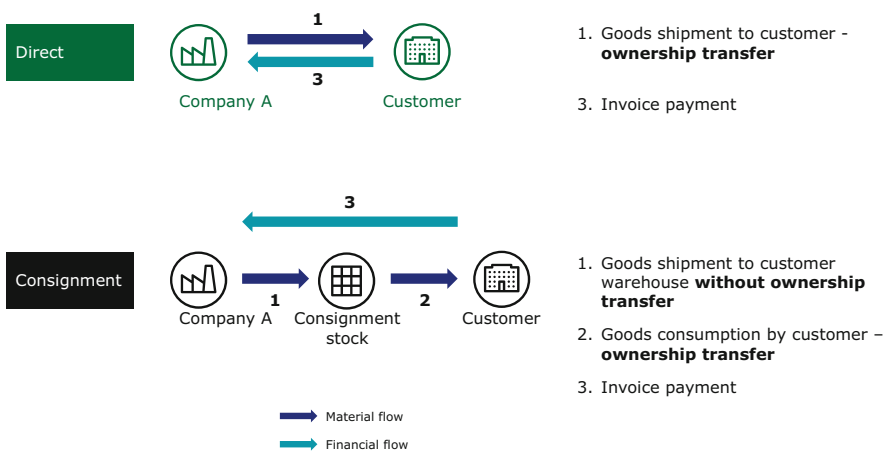 Direct
1
3
Company A
Customer
1. Goods shipment to customer -
ownership transfer
3. Invoice payment
3
Consignment
1
2
Company A
Consignment
stock
Customer
1. Goods shipment to customer
warehouse without ownership
transfer
2. Goods consumption by customer –
ownership transfer
3. Invoice payment
Material flow
Financial flow